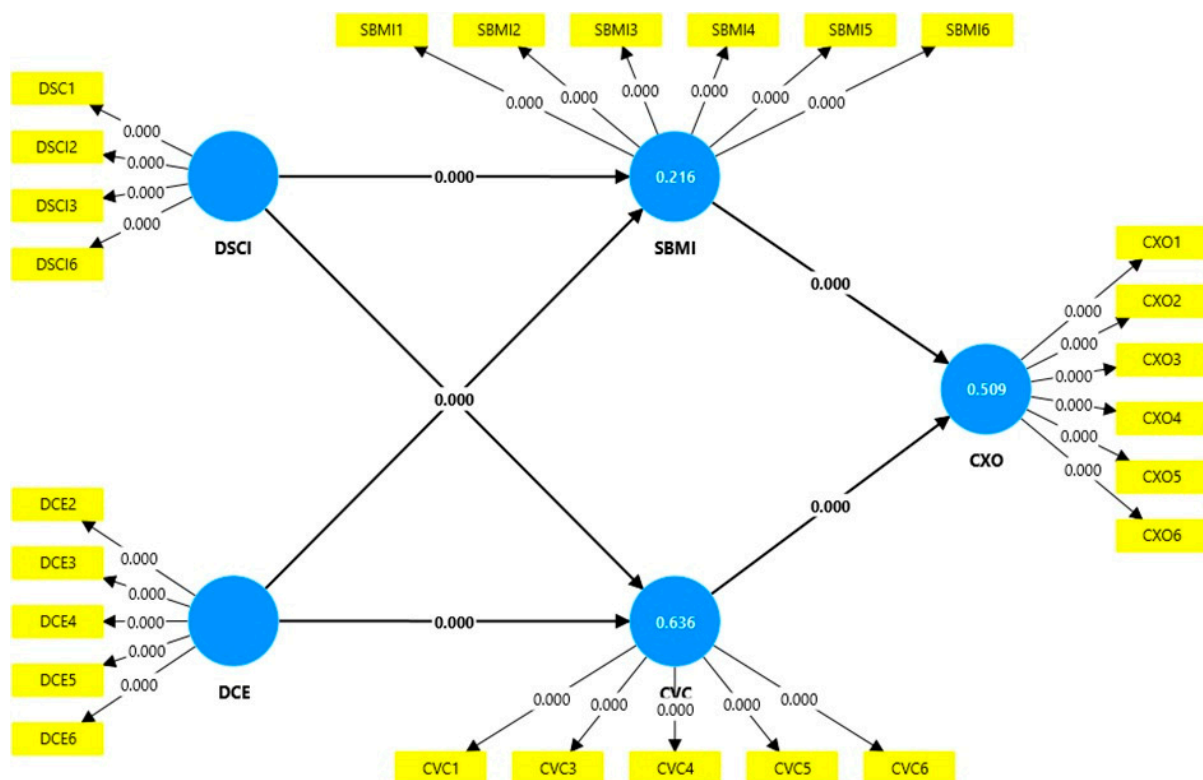 SBMI1 SBMI2 SBMI3 SBMI4 SBMI5 SBMI6
0.000 0.000 0.000 0.000 0.000 0.000
DSC1
DSCI2
DSCI3
DSCI6
0.000
0.000
0.000
0.000
DSCI
0.000
0.216
SBMI
0.000
0.000
CXO1
CXO2
CXO3
CXO4
CXO5
CXO6
0.000
0.000
0.000
0.000
0.000
0.000
0.509
CXO
0.000
DCE2
DCE3
DCE4
DCE5
DCE6
0.000
0.000
0.000
0.000
0.000
DCE
0.000
0.636
CVC
0.000 0.000 0.000 0.000 0.000
CVC1 CVC3 CVC4 CVC5 CVC6